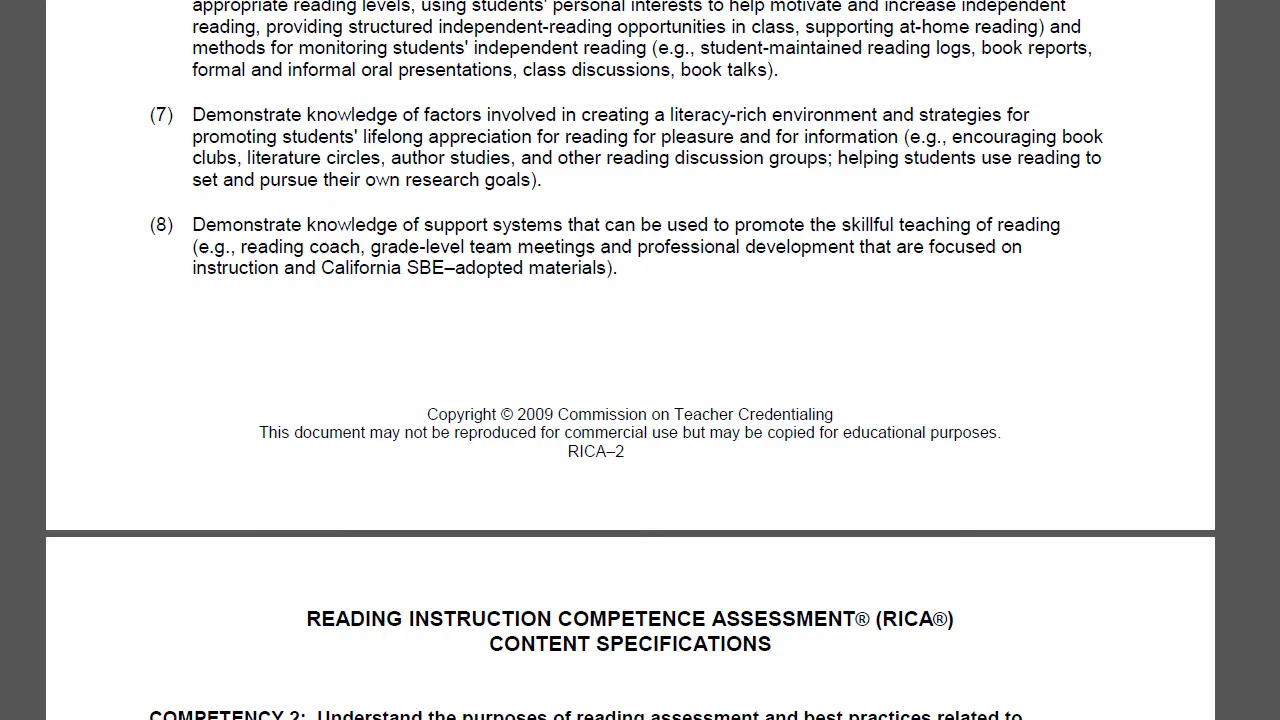 appropriate reading levels, using students' personal interests to help motivate and increase independent
reading, providing structured independent-reading opportunities in class, supporting at-home reading) and
methods for monitoring students' independent reading (e.g., student-maintained reading logs, book reports,
formal and informal oral presentations, class discussions, book talks).
(7) Demonstrate knowledge of factors involved in creating a literacy-rich environment and strategies for
promoting students' lifelong appreciation for reading for pleasure and for information (e.g., encouraging book
clubs, literature circles, author studies, and other reading discussion groups; helping students use reading to
set and pursue their own research goals).
(8) Demonstrate knowledge of support systems that can be used to promote the skillful teaching of reading
(e.g., reading coach, grade-level team meetings and professional development that are focused on
instruction and California SBE–adopted materials).
Copyright © 2009 Commission on Teacher Credentialing
This document may not be reproduced for commercial use but may be copied for educational purposes.
RICA–2
READING INSTRUCTION COMPETENCE ASSESSMENT® (RICA®)
CONTENT SPECIFICATIONS
COMPETENCY 2: Understand the purposes of reading assessment and best practices related to